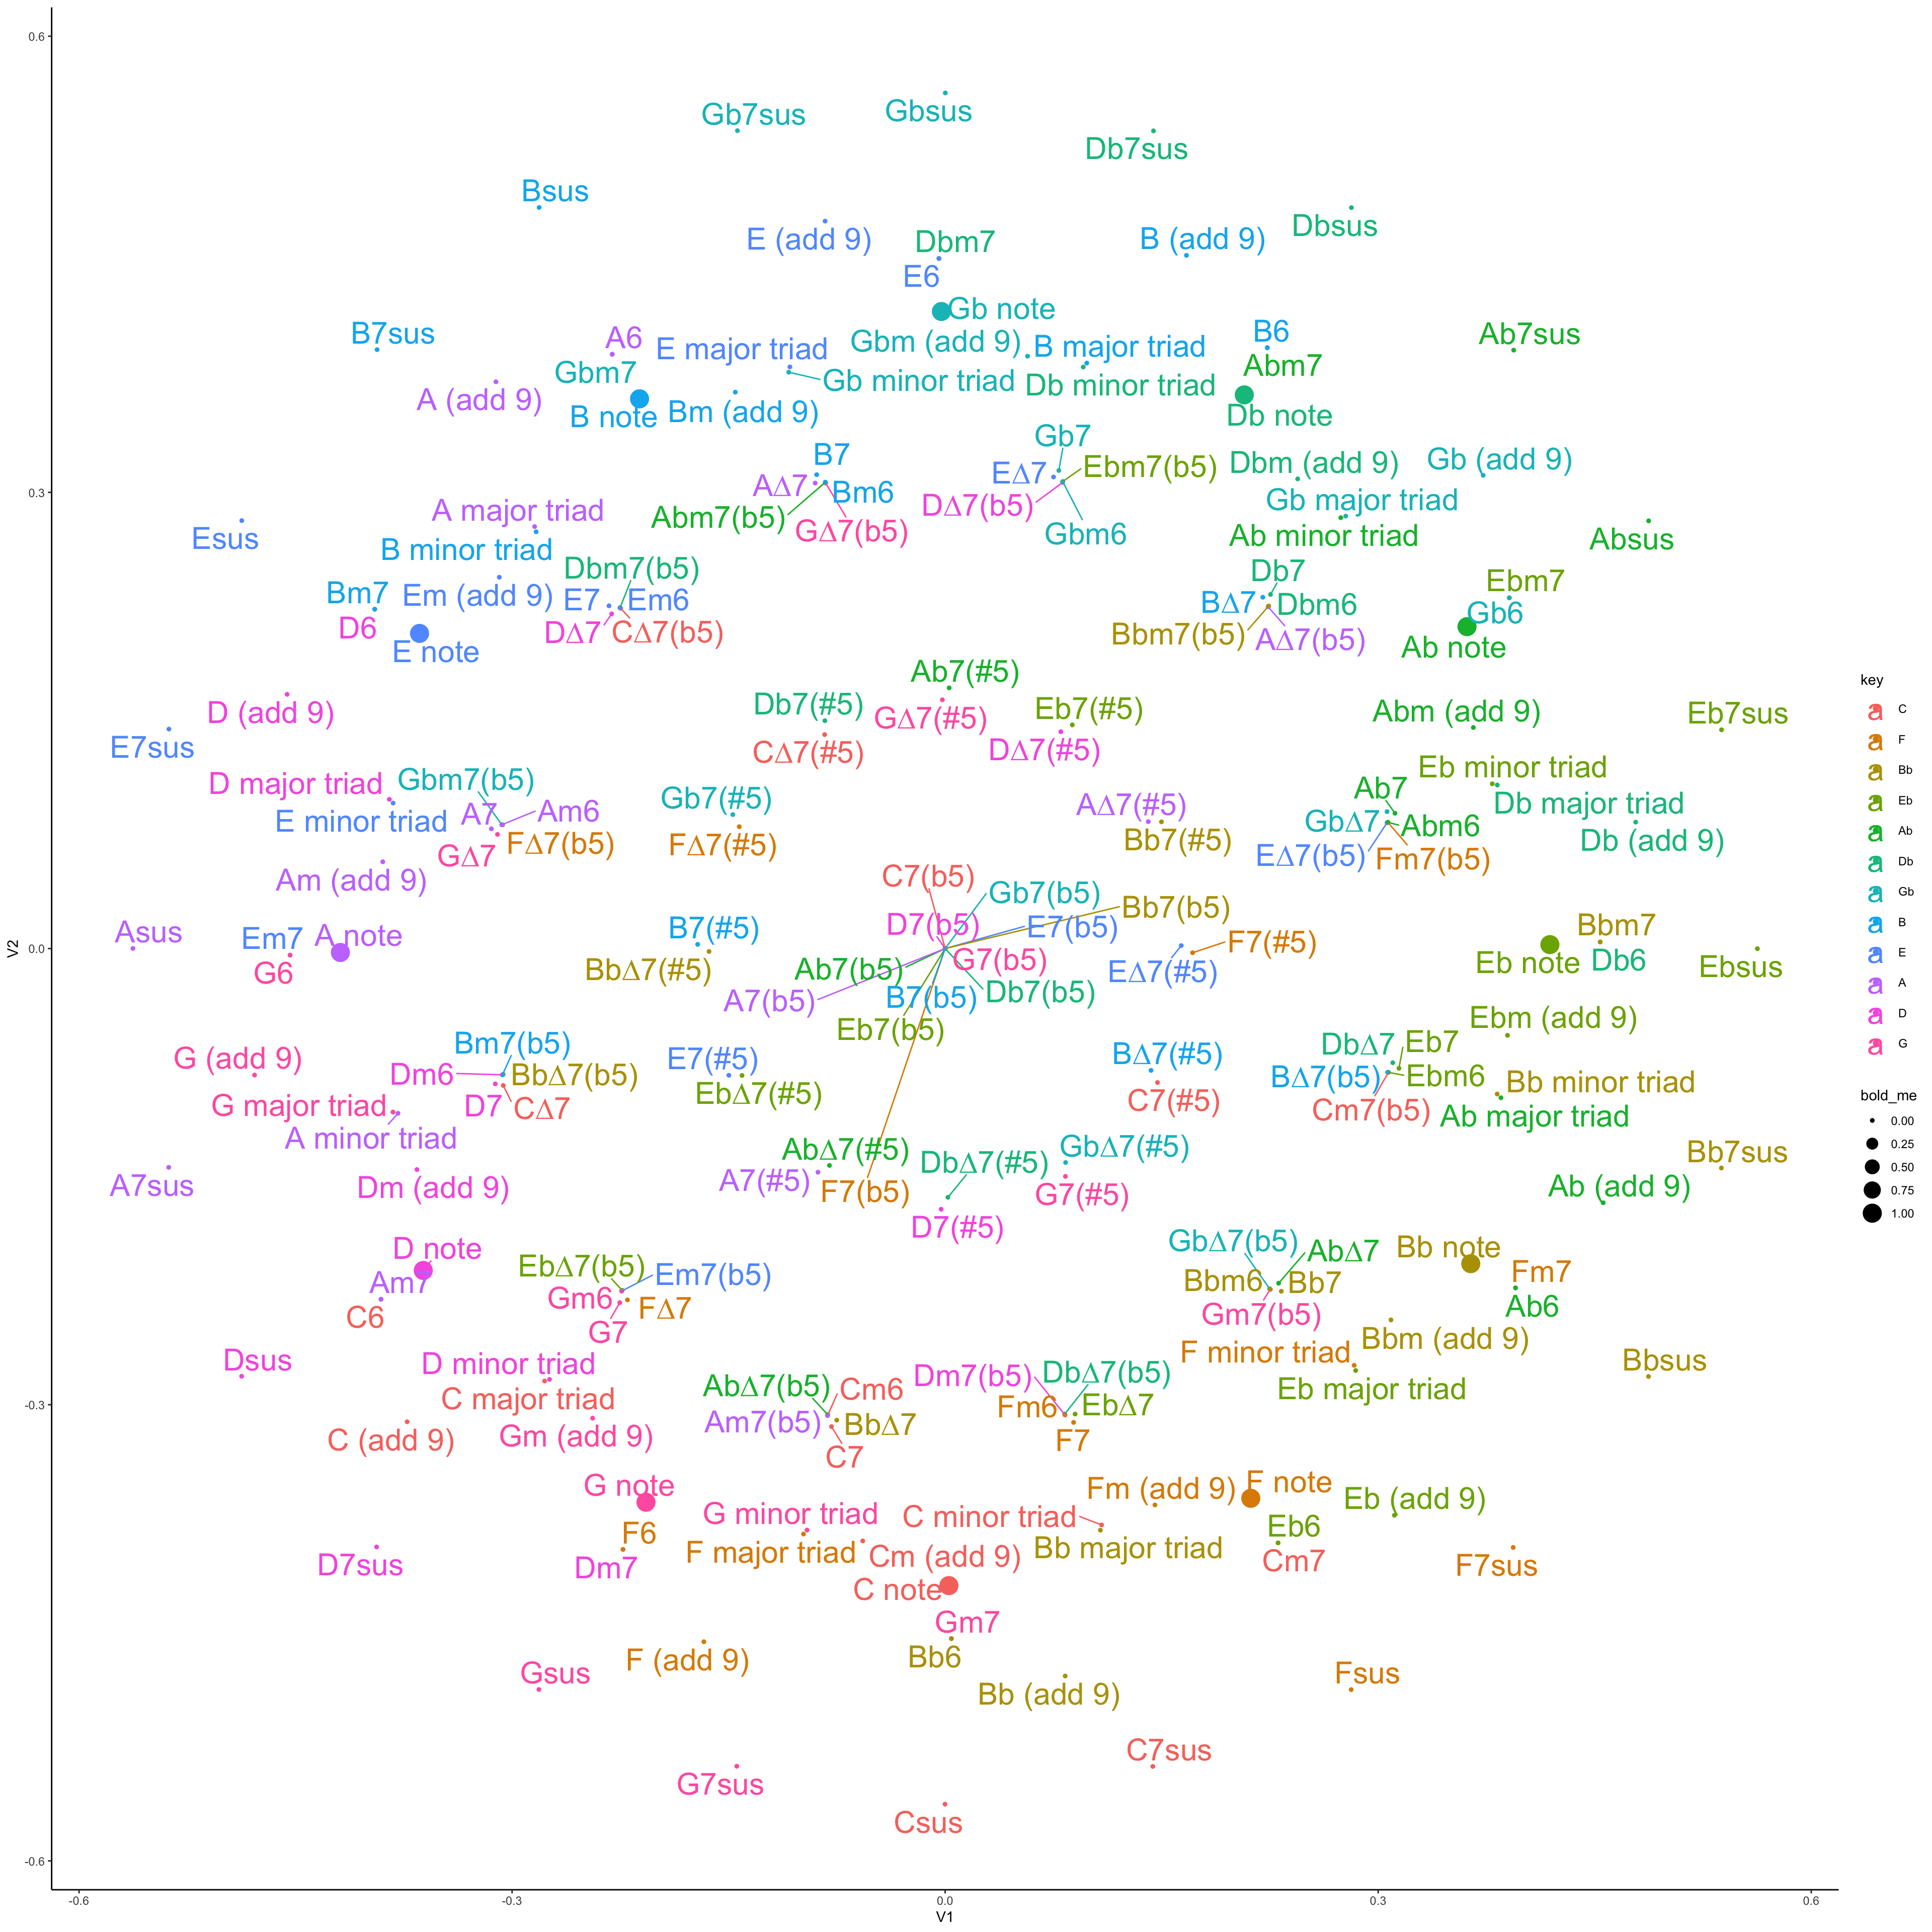 0.6
Gb7sus
Gbsus
Db7sus
Bsus
Dbsus
E (add 9)
Dbm7
B (add 9)
E6
Gb note
B7sus
A6
E major triad
Gbm (add 9)
B major triad
B6
Ab7sus
Gbm7
Gb minor triad
Db minor triad
Abm7
A (add 9)
B note
Bm (add 9)
Db note
B7
Gb7
AΔ7
Bm6
EΔ7
Ebm7(b5)
Dbm (add 9)
Gb (add 9)
0.3
DΔ7(b5)
Gb major triad
A major triad
Abm7(b5)
GΔ7(b5)
Gbm6
Ab minor triad
Esus
B minor triad
Absus
Dbm7(b5)
Db7
Ebm7
Bm7
Em (add 9)
E7
Em6
BΔ7
Dbm6
Gb6
D6
DΔ7
CΔ7(b5)
Bbm7(b5)
AΔ7(b5)
Ab note
E note
Ab7(#5)
D (add 9)
Db7(#5)
GΔ7(#5)
Eb7(#5)
Abm (add 9)
Eb7sus
E7sus
CΔ7(#5)
DΔ7(#5)
D major triad
Gbm7(b5)
Eb minor triad
Gb7(#5)
AΔ7(#5)
Ab7
Db major triad
E minor triad
A7
Am6
GbΔ7
Abm6
GΔ7
FΔ7(b5)
FΔ7(#5)
Bb7(#5)
EΔ7(b5)
Fm7(b5)
Db (add 9)
Am (add 9)
C7(b5)
Gb7(b5)
Bb7(b5)
Asus
Em7
A note
B7(#5)
D7(b5)
E7(b5)
F7(#5)
Bbm7
0.0
G6
BbΔ7(#5)
Ab7(b5)
G7(b5)
EΔ7(#5)
Eb note
Db6
Ebsus
A7(b5)
B7(b5)
Db7(b5)
Eb7(b5)
Ebm (add 9)
G (add 9)
Bm7(b5)
E7(#5)
BΔ7(#5)
DbΔ7
Eb7
Dm6
BbΔ7(b5)
EbΔ7(#5)
BΔ7(b5)
Ebm6
Bb minor triad
G major triad
D7
CΔ7
C7(#5)
Cm7(b5)
Ab major triad
A minor triad
AbΔ7(#5)
DbΔ7(#5)
GbΔ7(#5)
Bb7sus
A7sus
Dm (add 9)
A7(#5)
F7(b5)
G7(#5)
Ab (add 9)
D7(#5)
D note
GbΔ7(b5)
AbΔ7
Bb note
Am7
EbΔ7(b5)
Em7(b5)
Bbm6
Bb7
Fm7
C6
Gm6
FΔ7
Gm7(b5)
Ab6
G7
Dsus
D minor triad
F minor triad
Bbm (add 9)
Bbsus
C major triad
AbΔ7(b5)
Cm6
Dm7(b5)
DbΔ7(b5)
Eb major triad
-0.3
C (add 9)
Gm (add 9)
Am7(b5)
BbΔ7
Fm6
EbΔ7
C7
F7
G note
Fm (add 9)
F note
Eb (add 9)
G minor triad
C minor triad
F6
F major triad
Cm (add 9)
Bb major triad
Eb6
D7sus
Dm7
Cm7
F7sus
C note
Gm7
F (add 9)
Bb6
Gsus
Bb (add 9)
Fsus
C7sus
G7sus
Csus
-0.6
-0.6
-0.3
0.0
0.3
0.6
V1
V2
key
a C
a F
a Bb
a Eb
a Ab
a Db
a Gb
a B
a E
a A
a D
a G
bold_me
0.00
0.25
0.50
0.75
1.00